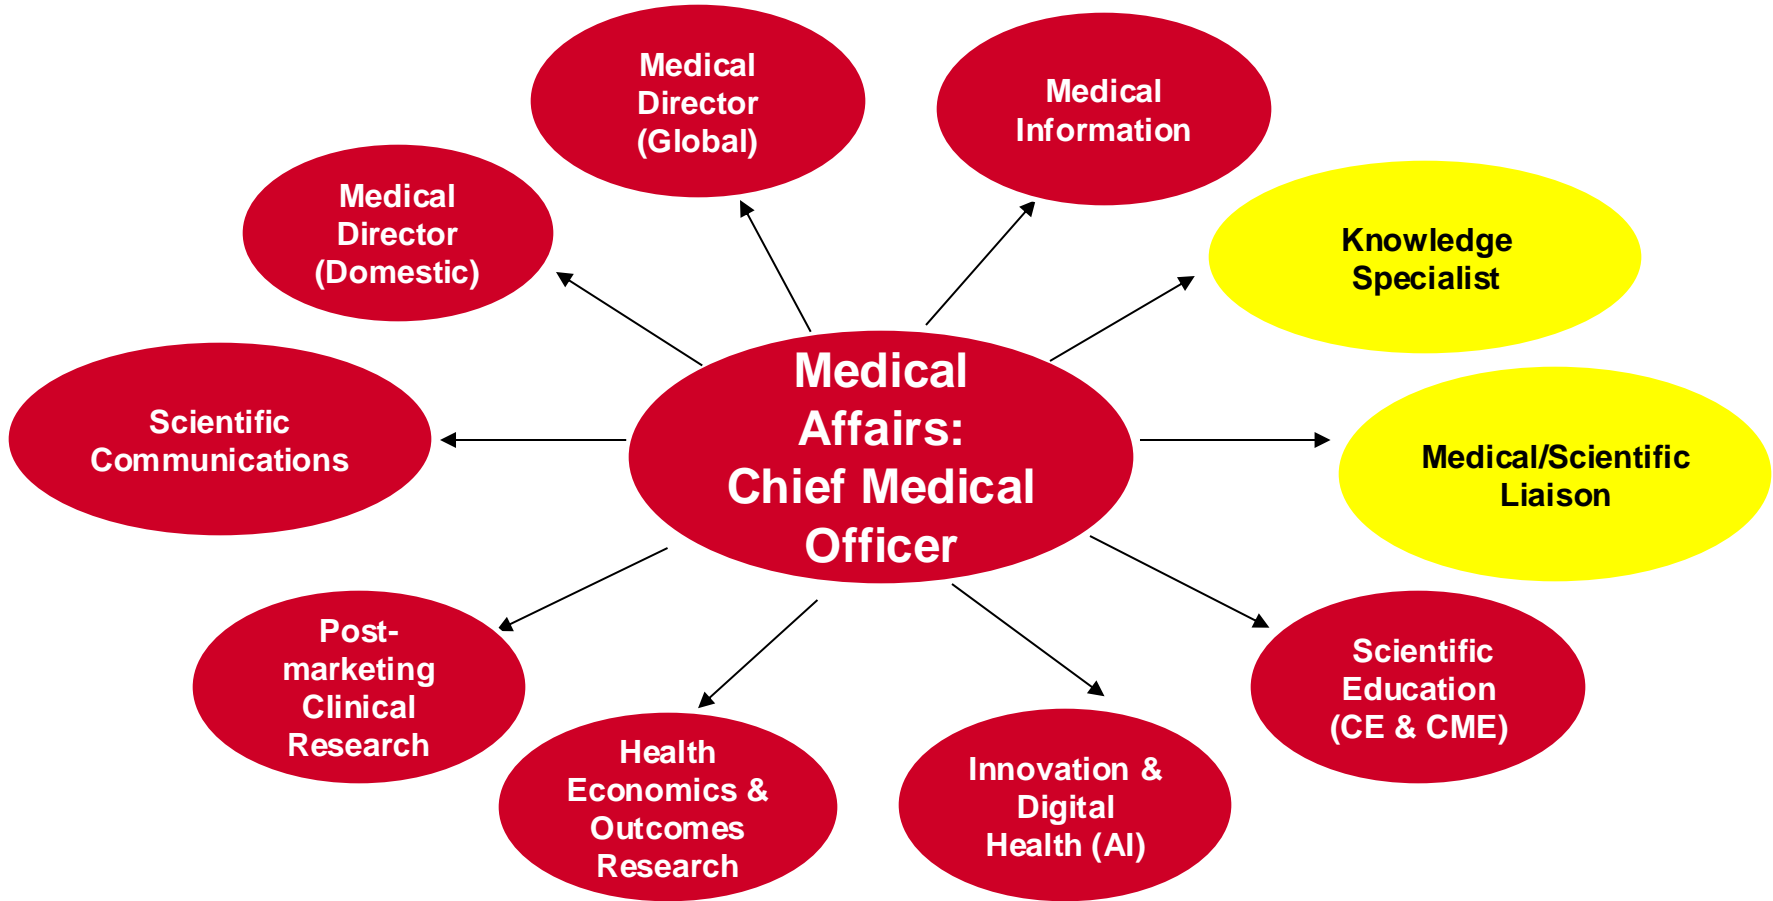 Medical
Director
(Global)
Medical
Information
Medical
Director
(Domestic)
Knowledge
Specialist
Medical
Affairs:
Chief Medical
Officer
Scientific
Communications
Medical/Scientific
Liaison
Post-
marketing
Clinical
Research
Scientific
Education
(CE & CME)
Health
Economics &
Outcomes
Research
Innovation &
Digital
Health (AI)